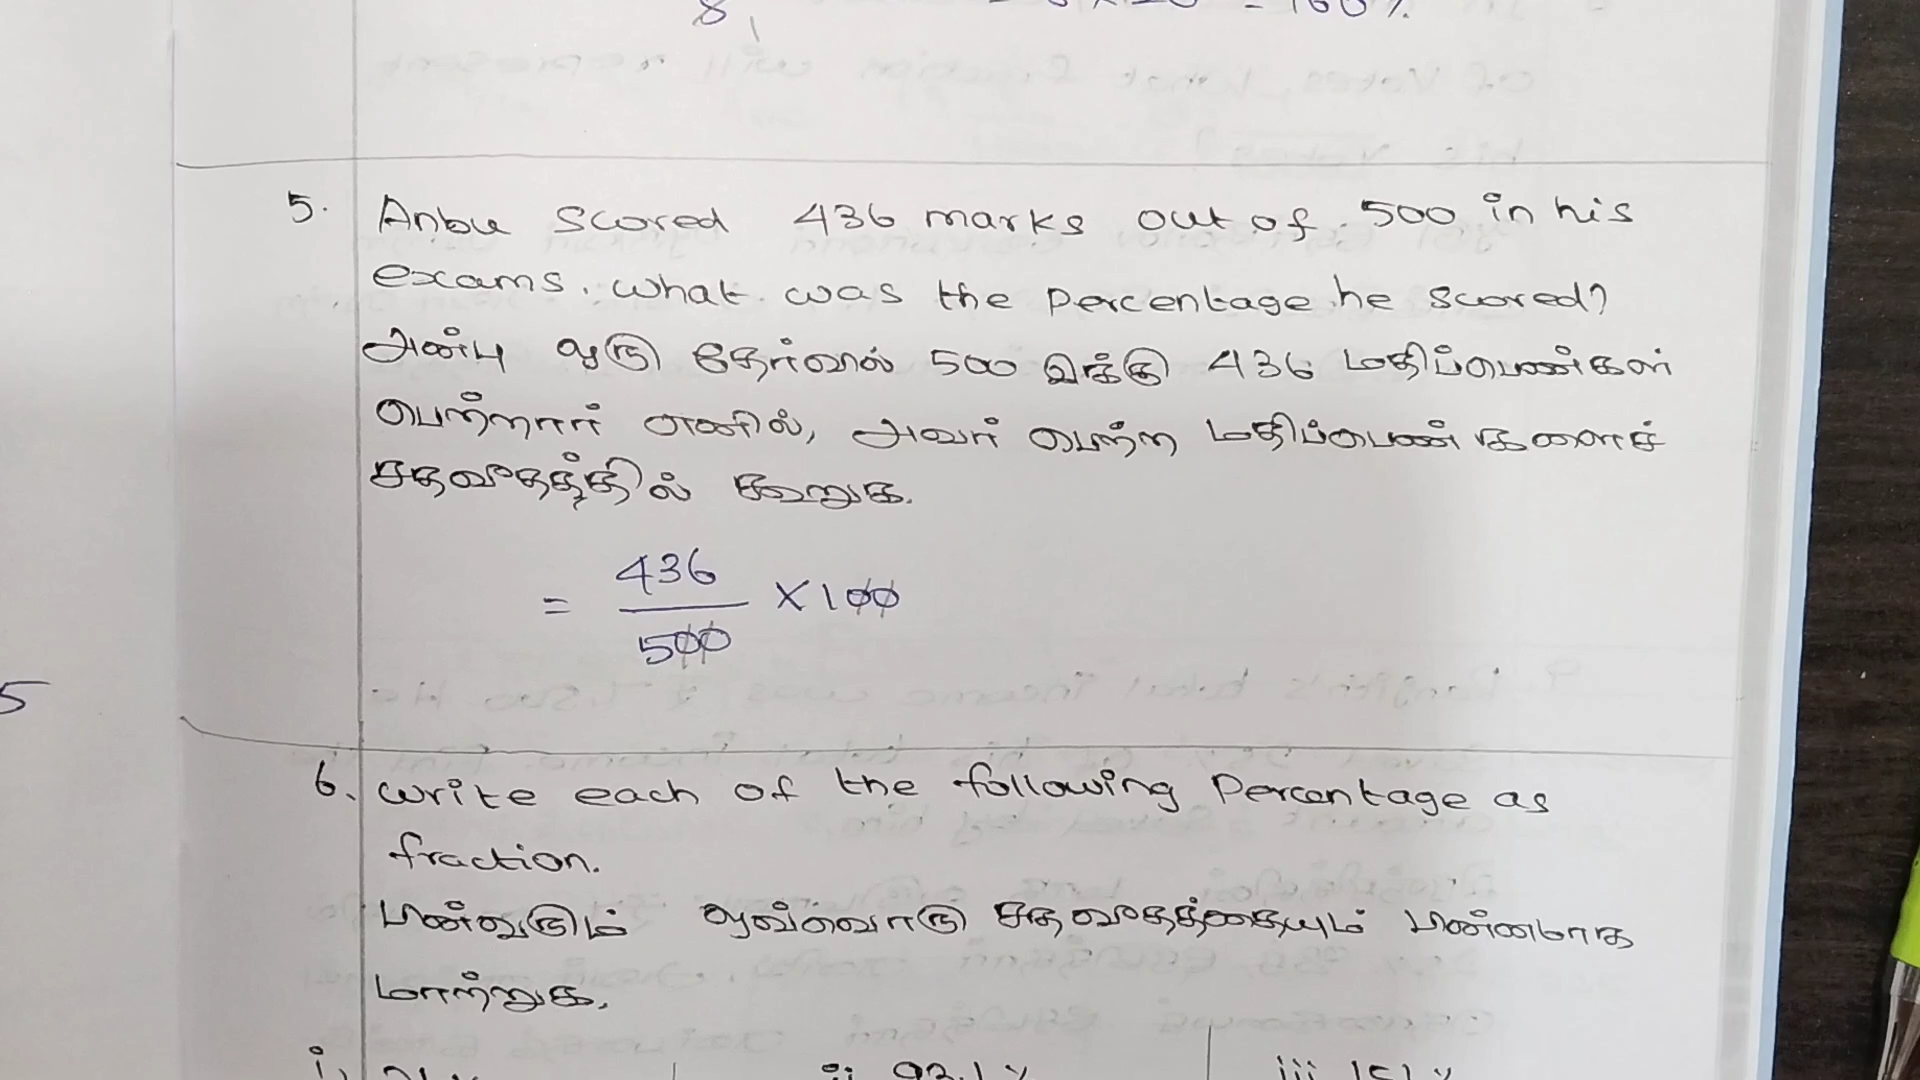 5. Anbu scored 436 marks out of 500 in his
exams. What was the percentage he scored?
அன்பு ஒரு தேர்வில் 500 இக்கு 436 மதிப்பெண்கள்
பெற்றார் எனில், அவர் பெற்ற மதிப்பெண்களைச்
சதவீதத்தில் கூறுக.
= 436/500 × 100
5
6. Write each of the following percentage as
fraction.
பின்வரும் ஒவ்வொரு சதவீதத்தையும் பின்னமாக
மாற்றுக.